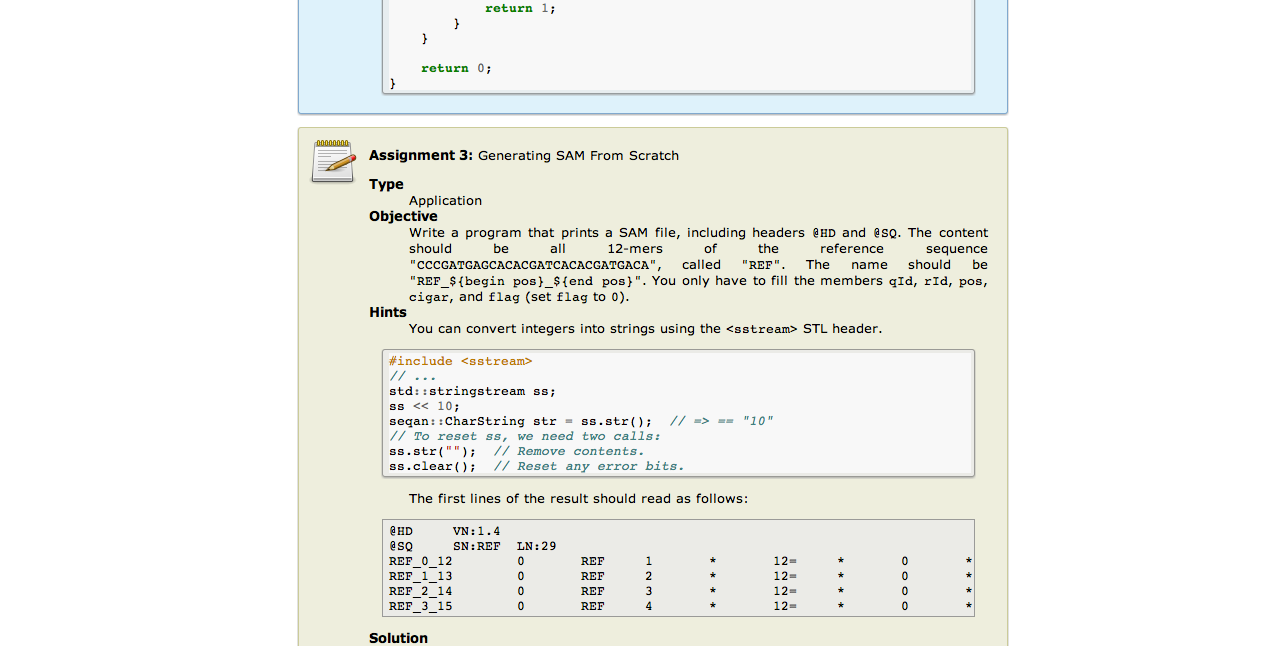 return 1;
}
}
return 0;
}
Assignment 3: Generating SAM From Scratch
Type
Application
Objective
Write a program that prints a SAM file, including headers @HD and @SQ. The content
should be all 12-mers of the reference sequence
"CCCGATGAGCACACGATCACACGATGACA", called "REF". The name should be
"REF_${begin pos}_${end pos}". You only have to fill the members qId, rId, pos,
cigar, and flag (set flag to 0).
Hints
You can convert integers into strings using the <sstream> STL header.
#include <sstream>
// ...
std::stringstream ss;
ss << 10;
seqan::CharString str = ss.str();  // => == "10"
// To reset ss, we need two calls:
ss.str("");  // Remove contents.
ss.clear();  // Reset any error bits.
The first lines of the result should read as follows:
@HD VN:1.4
@SQ SN:REF LN:29
REF_0_12 0 REF 1 * 12= * 0 *
REF_1_13 0 REF 2 * 12= * 0 *
REF_2_14 0 REF 3 * 12= * 0 *
REF_3_15 0 REF 4 * 12= * 0 *
Solution